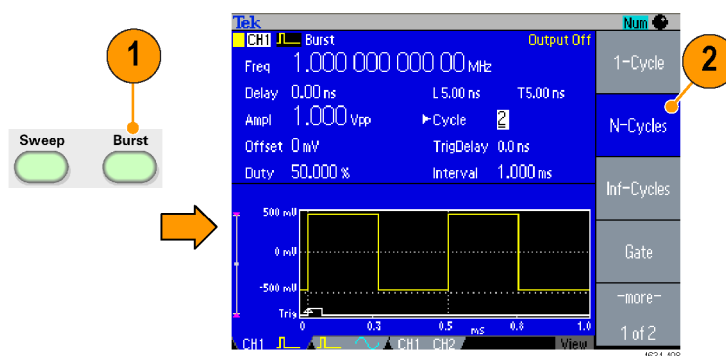 1
Sweep
Burst
Tek
Num
CH1 Burst
Output Off
Freq 1.000 000 000 00 MHz
Delay 0.00 ns
L 5.00 ns
T5.00 ns
Ampl 1.000 Vpp
▸Cycle 2
Offset 0 mV
TrigDelay 0.0 ns
Duty 50.000 %
Interval 1.000 ms
500 mV
0 mV
-500 mV
Trig
0
0.3
0.5
ms
0.8
1.0
CH1
CH1 CH2
View
1-Cycle
2
N-Cycles
Inf-Cycles
Gate
-more-
1 of 2